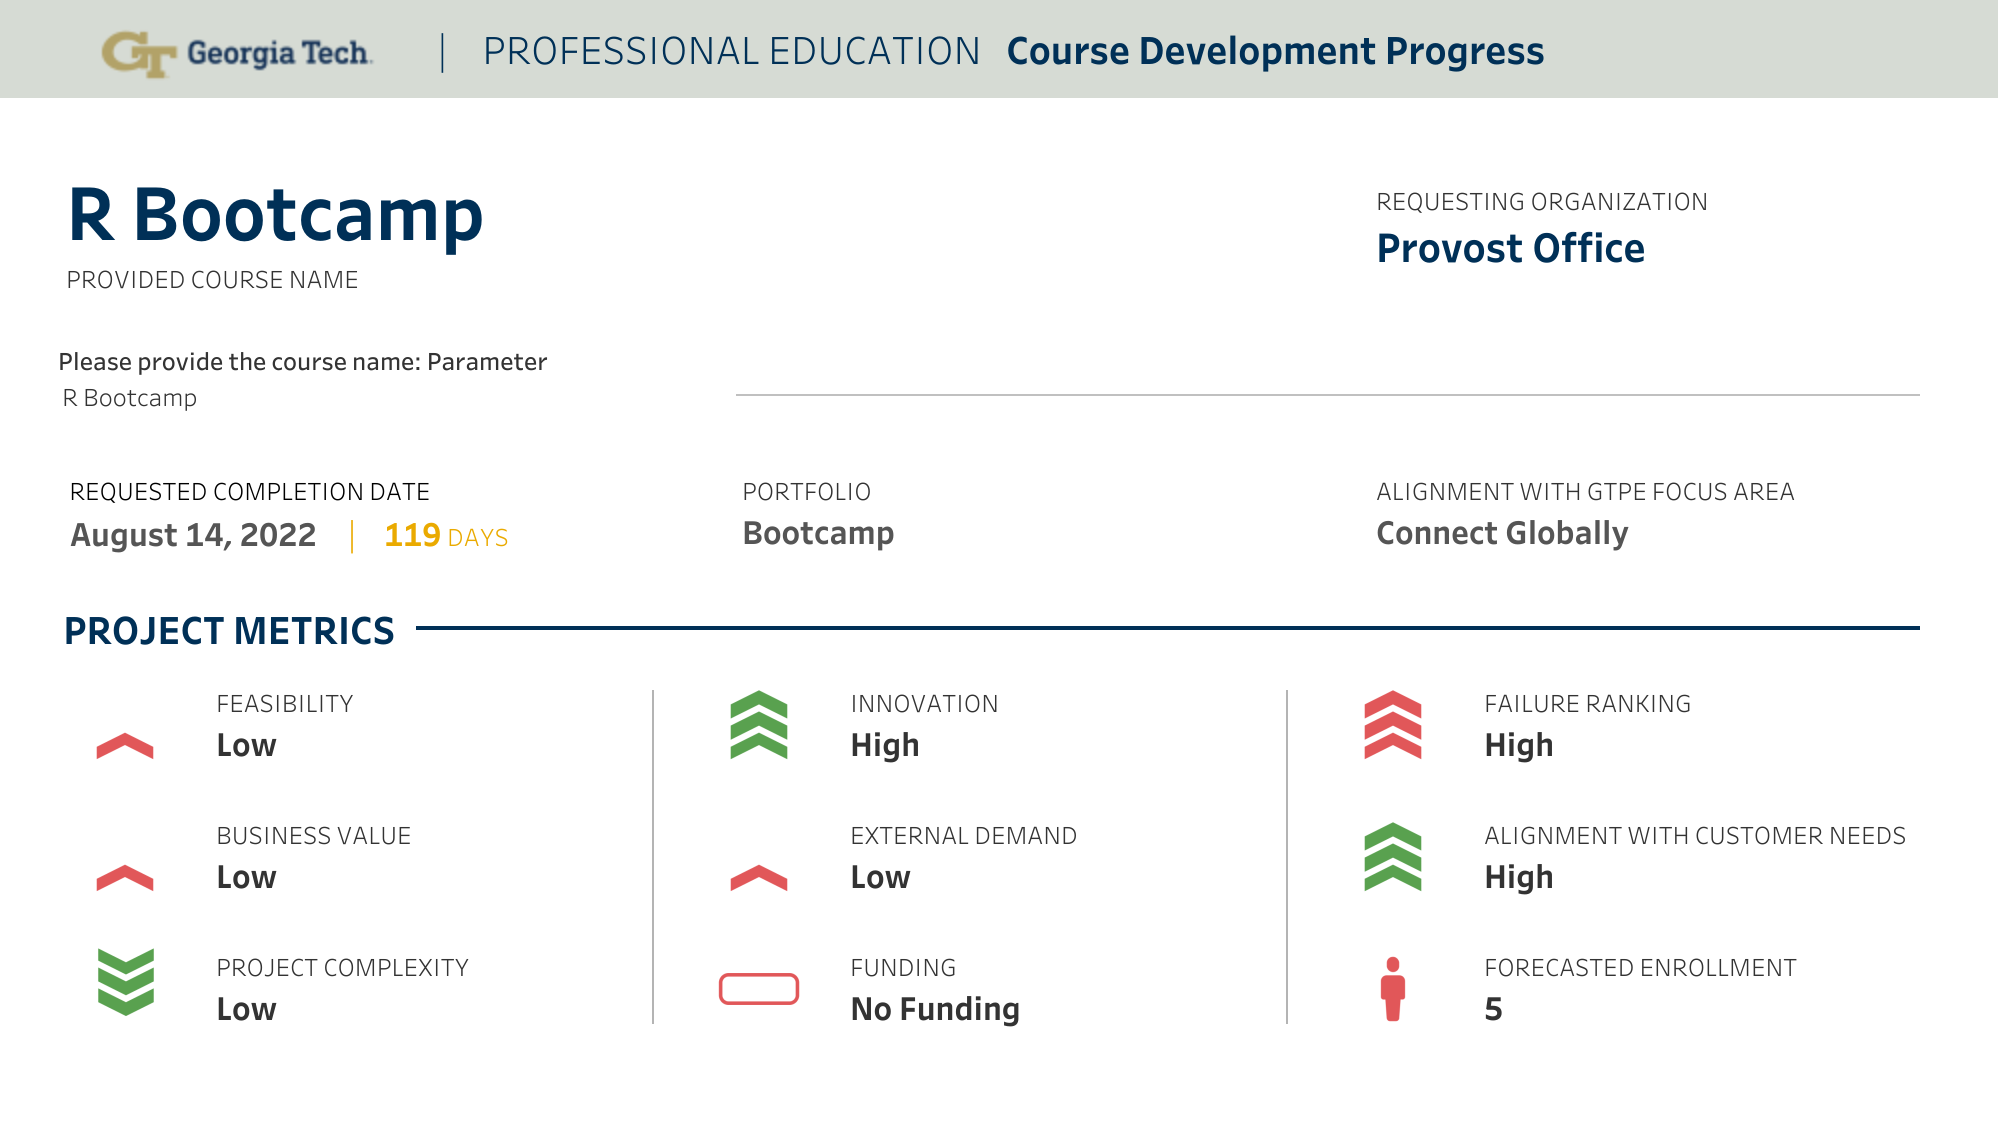 GT Georgia Tech. | PROFESSIONAL EDUCATION Course Development Progress
R Bootcamp
PROVIDED COURSE NAME
REQUESTING ORGANIZATION
Provost Office
Please provide the course name: Parameter
R Bootcamp
REQUESTED COMPLETION DATE
August 14, 2022 | 119 DAYS
PORTFOLIO
Bootcamp
ALIGNMENT WITH GTPE FOCUS AREA
Connect Globally
PROJECT METRICS
FEASIBILITY
Low
INNOVATION
High
FAILURE RANKING
High
BUSINESS VALUE
Low
EXTERNAL DEMAND
Low
ALIGNMENT WITH CUSTOMER NEEDS
High
PROJECT COMPLEXITY
Low
FUNDING
No Funding
FORECASTED ENROLLMENT
5